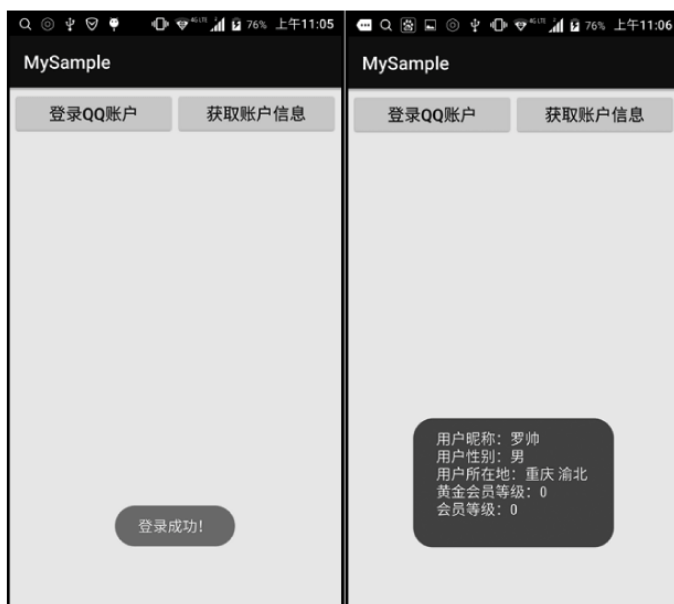 76% 上午11:05
MySample
登录QQ账户 获取账户信息
登录成功!
76% 上午11:06
MySample
登录QQ账户 获取账户信息
用户昵称：罗帅
用户性别：男
用户所在地：重庆 渝北
黄金会员等级：0
会员等级：0